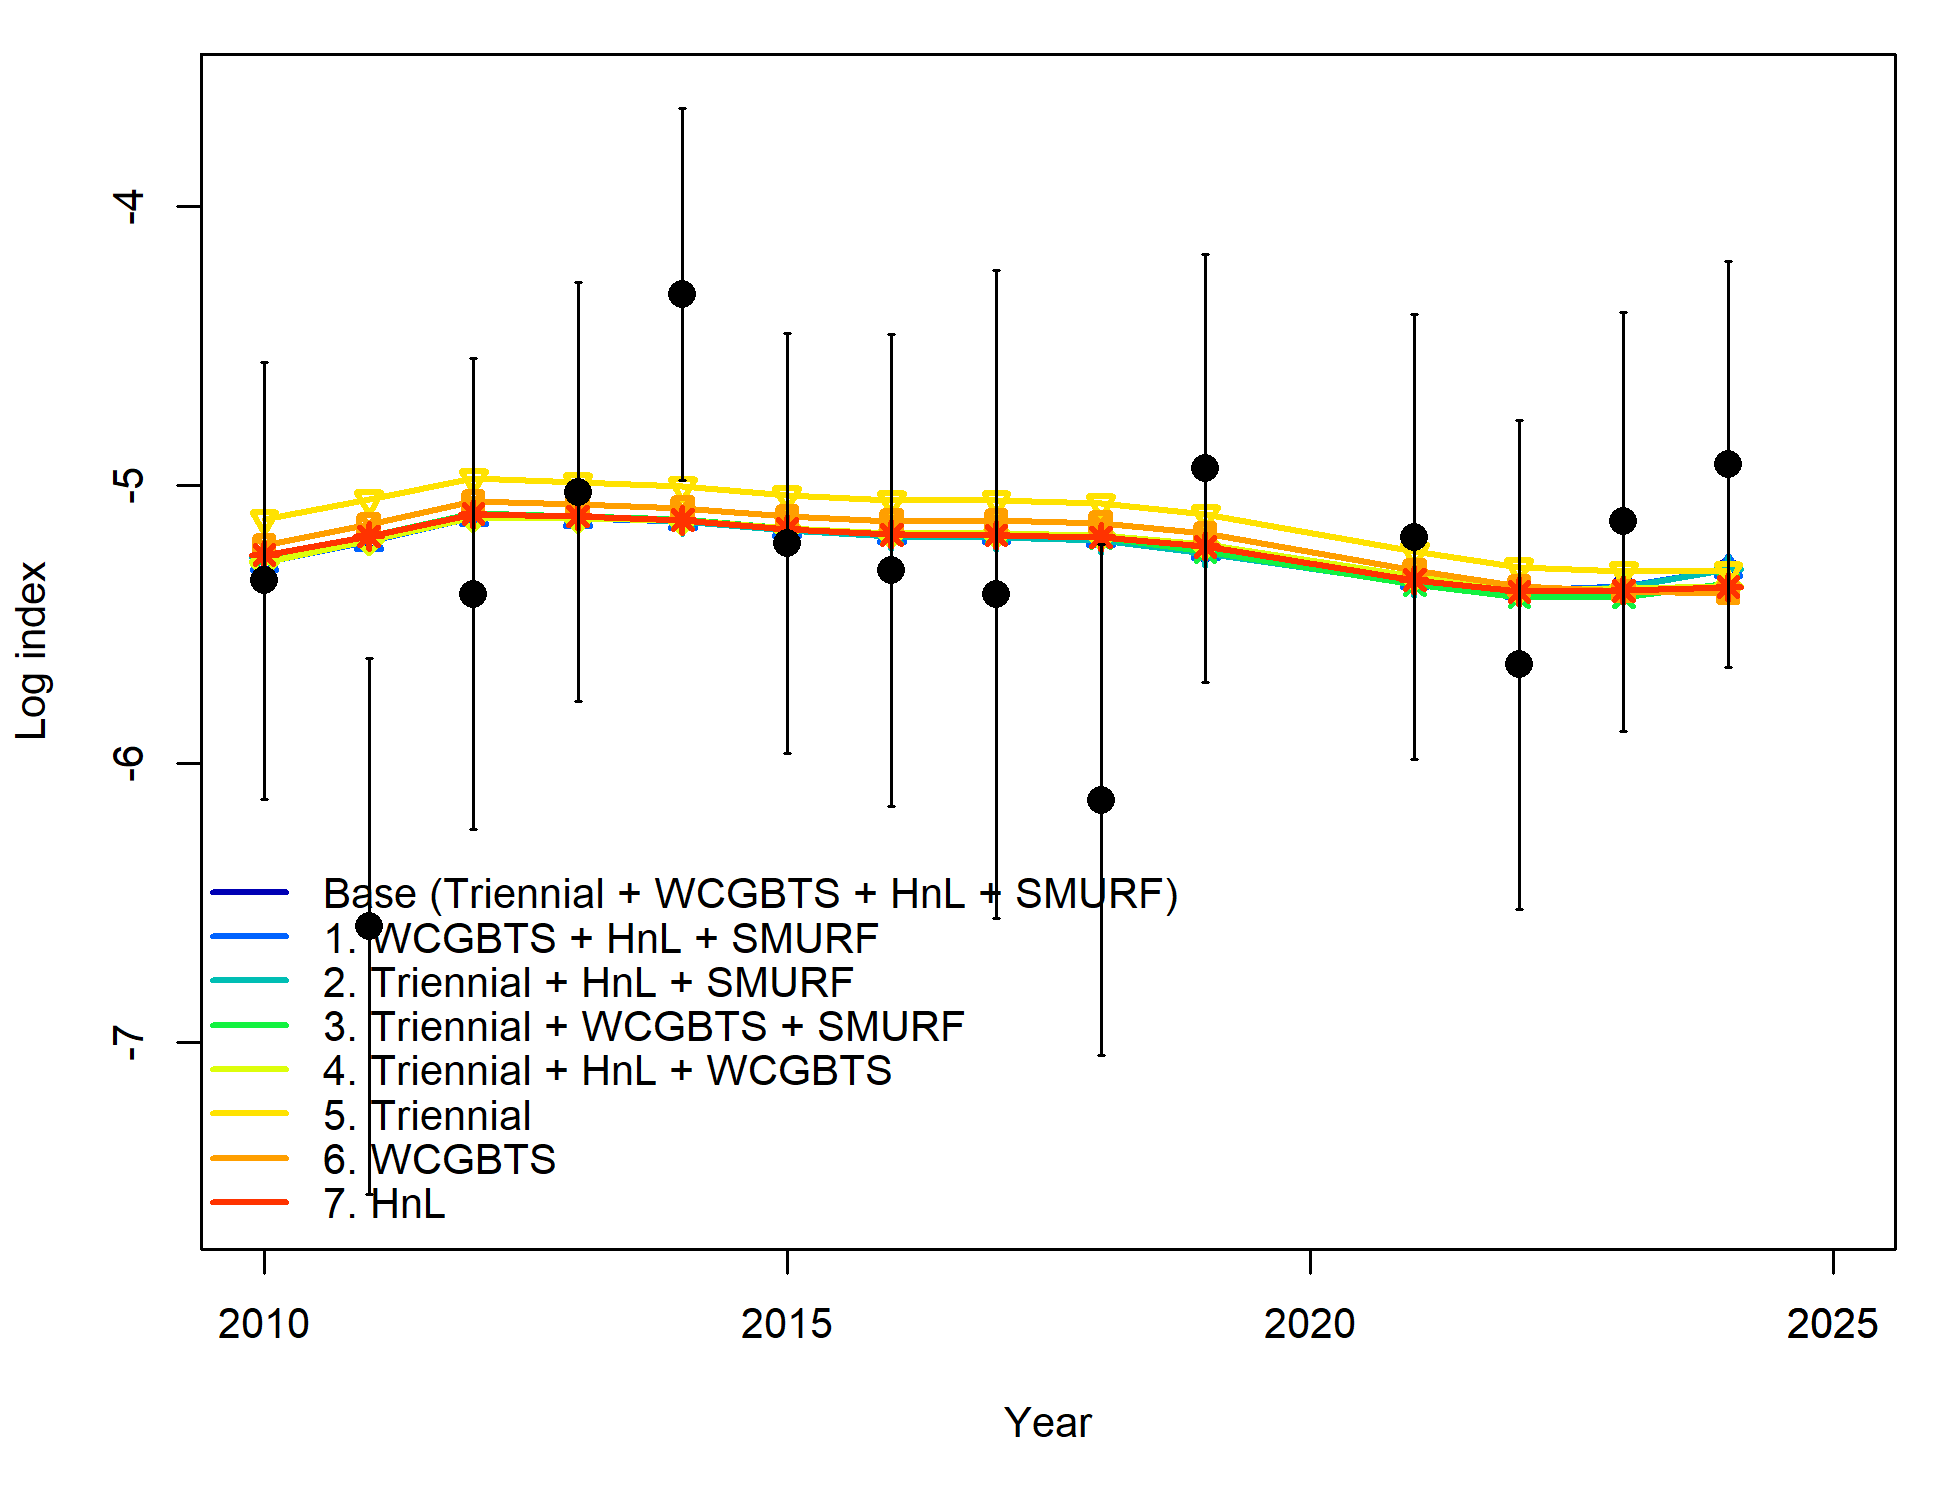 -4
-5
-6
-7
Log index
Base (Triennial + WCGBTS + HnL + SMURF)
1. WCGBTS + HnL + SMURF
2. Triennial + HnL + SMURF
3. Triennial + WCGBTS + SMURF
4. Triennial + HnL + WCGBTS
5. Triennial
6. WCGBTS
7. HnL
2010 2015 2020 2025
Year